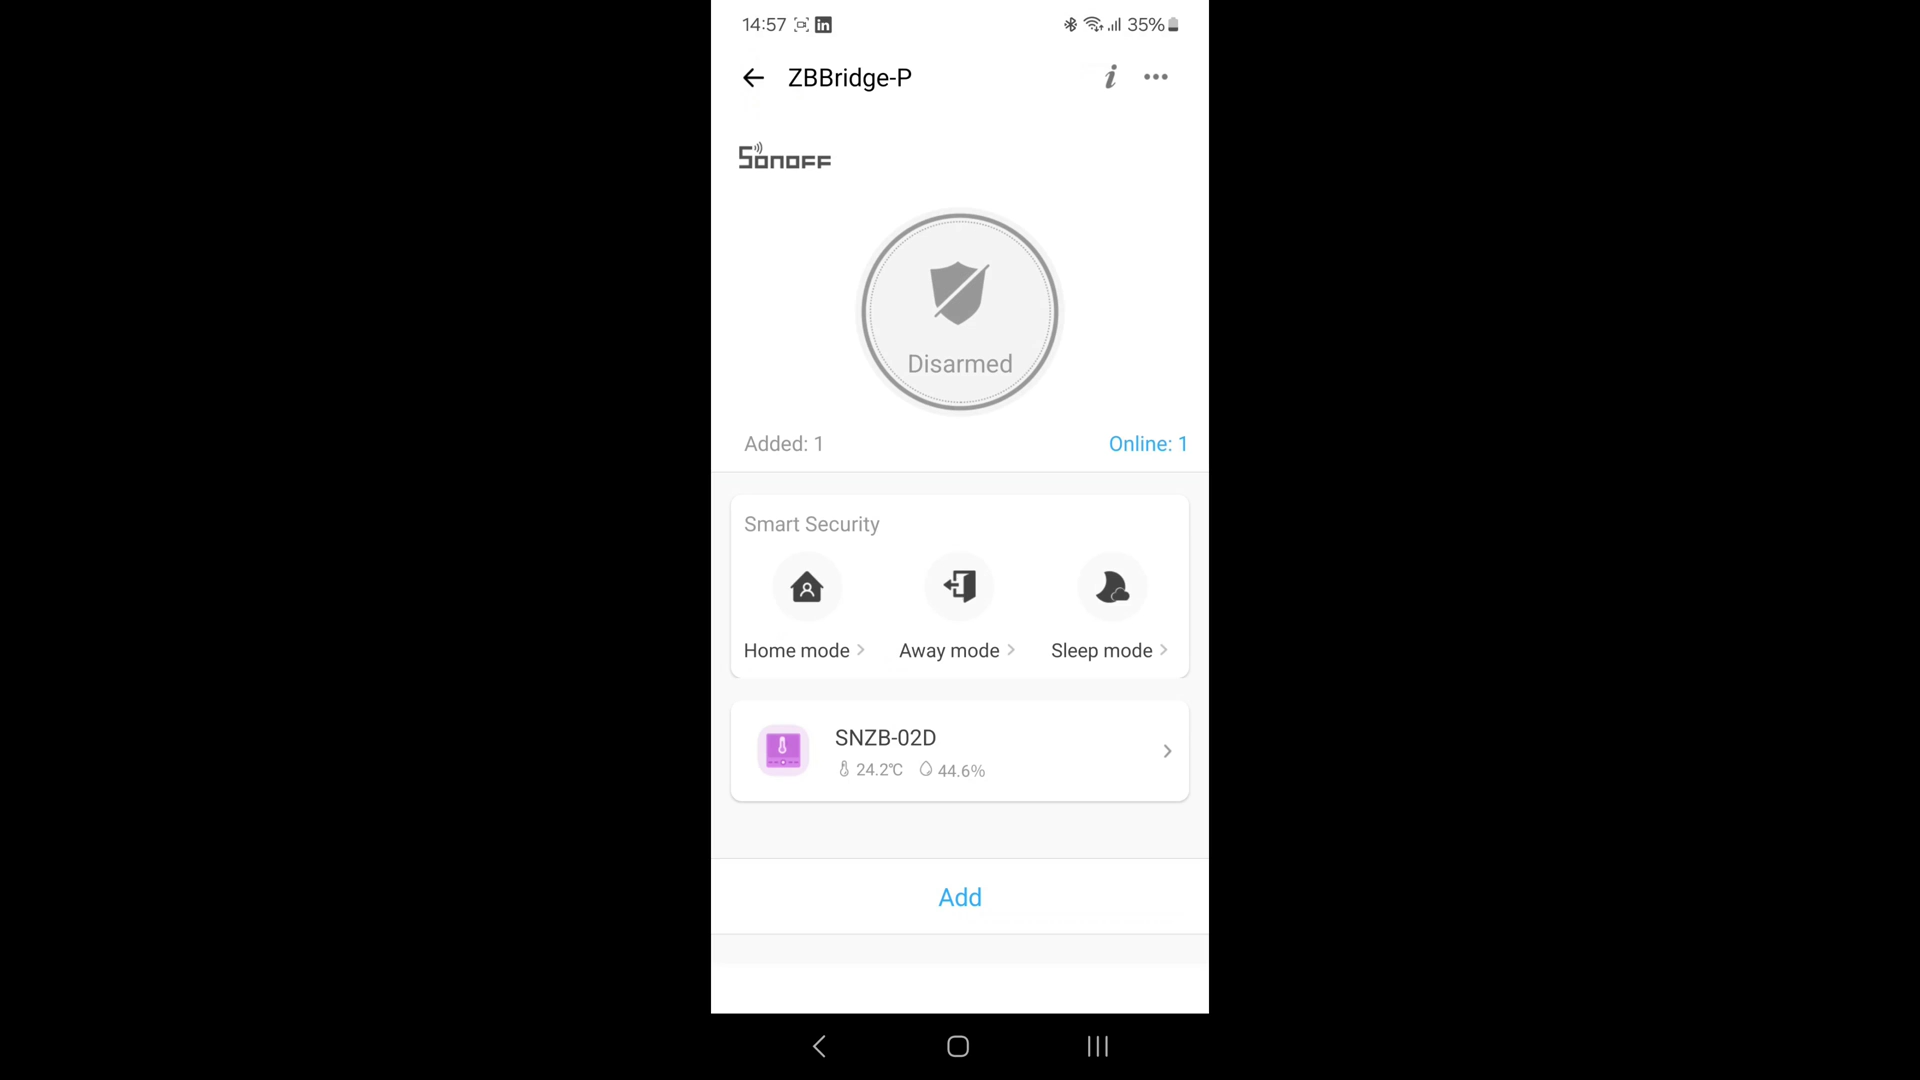 14:57 in 35%
ZBBridge-P i
SONOFF
Disarmed
Added: 1 Online: 1
Smart Security
Home mode Away mode Sleep mode
SNZB-02D
24.2℃ 44.6%
Add